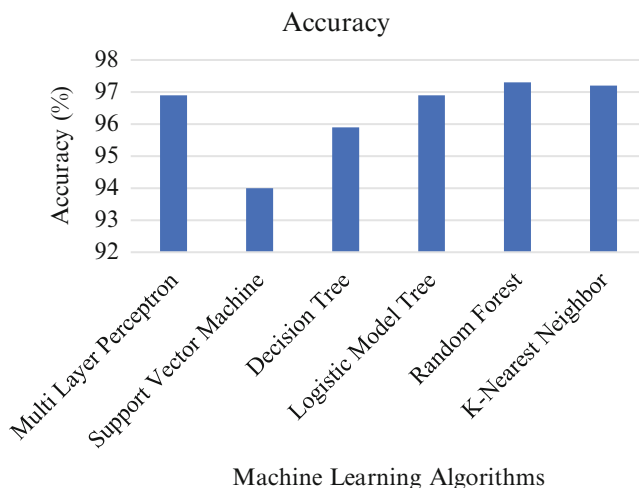 Accuracy
98
97
96
95
94
93
92
Accuracy (%)
Multi Layer Perceptron
Support Vector Machine
Decision Tree
Logistic Model Tree
Random Forest
K-Nearest Neighbor
Machine Learning Algorithms